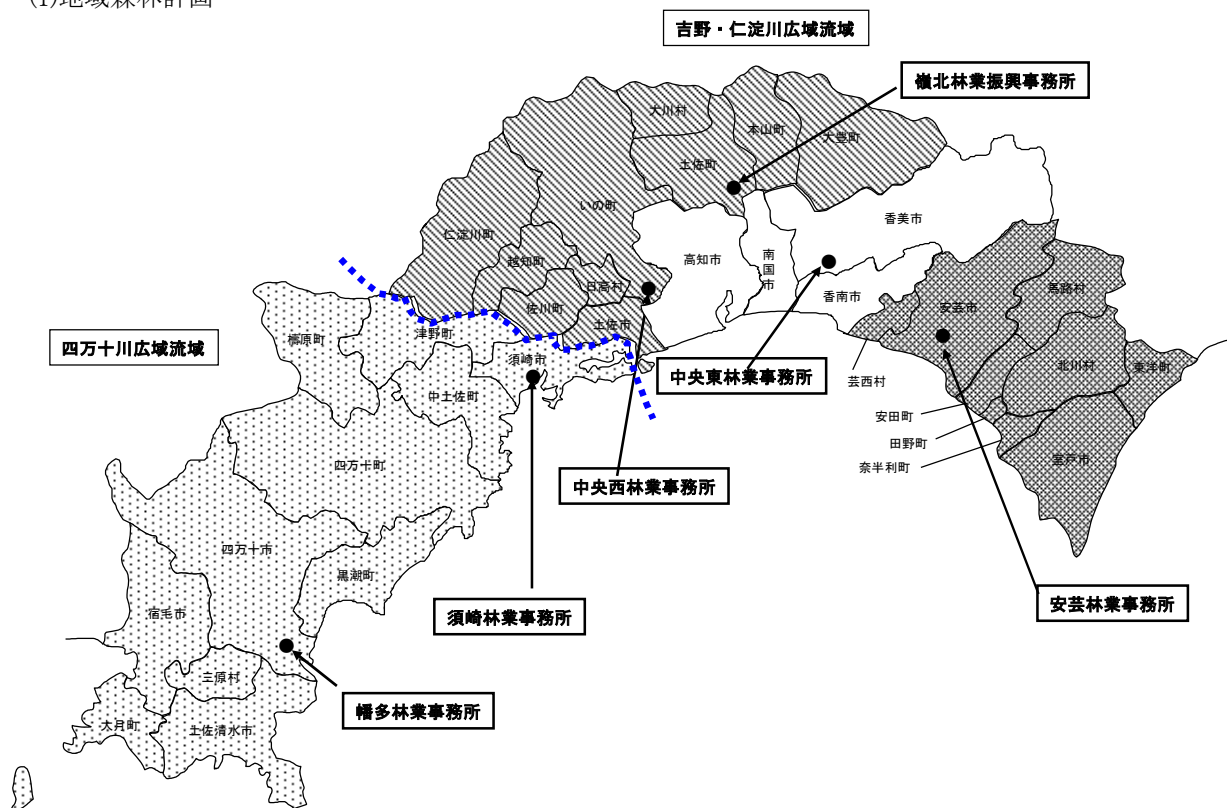 (1)地域森林計画
吉野・仁淀川広域流域
嶺北林業振興事務所
大川村
本山町
大豊町
土佐町
いの町
香美市
仁淀川町
高知市
南国市
越知町
日高村
香南市
安芸市
馬路村
佐川町
土佐市
津野町
四万十川広域流域
梼原町
須崎市
中央東林業事務所
芸西村
北川村
東洋町
中土佐町
安田町
田野町
奈半利町
室戸市
四万十町
中央西林業事務所
四万十市
黒潮町
安芸林業事務所
宿毛市
須崎林業事務所
三原村
幡多林業事務所
大月町
土佐清水市